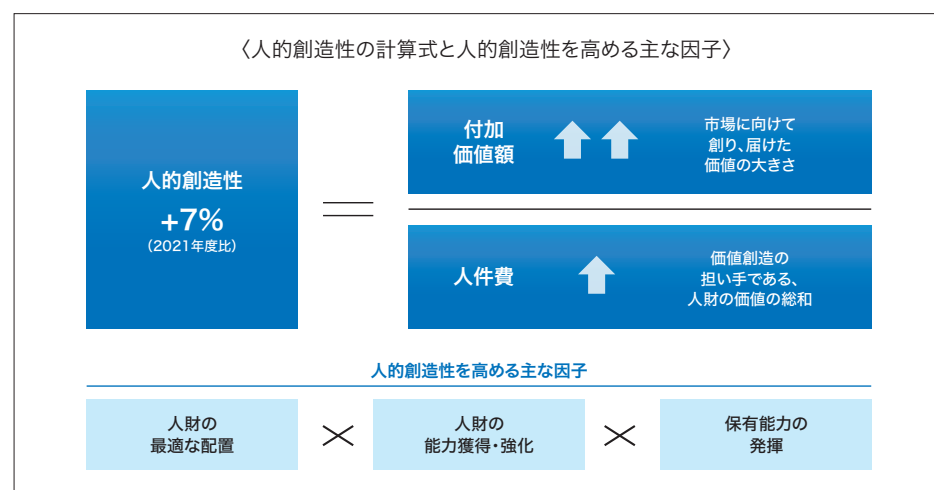 〈人的創造性の計算式と人的創造性を高める主な因子〉
人的創造性
+7%
(2021年度比)
付加
価値額
市場に向けて
創り、届けた
価値の大きさ
人件費
価値創造の
担い手である、
人財の価値の総和
人的創造性を高める主な因子
人財の
最適な配置
×
人財の
能力獲得・強化
×
保有能力の
発揮